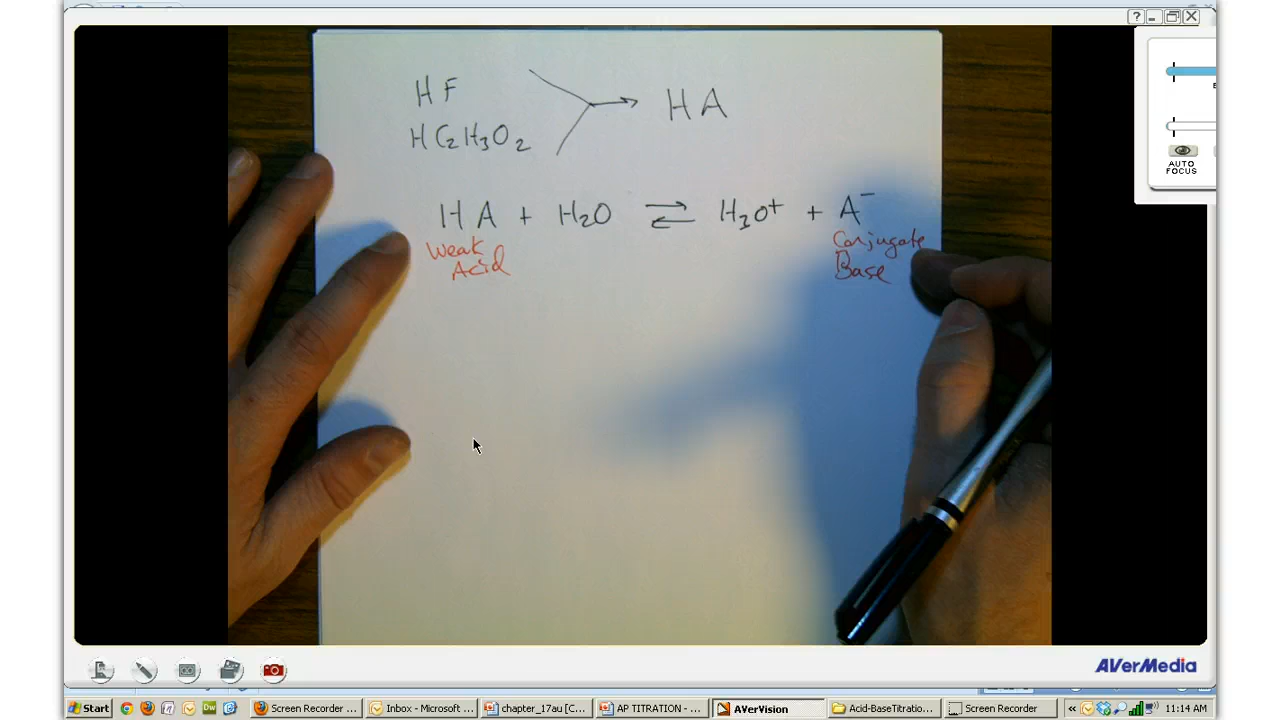 HF
HC₂H₃O₂
HA
HA + H₂O ⇌ H₃O⁺ + A⁻
Weak
Acid
Conjugate
Base
AUTO
FOCUS
AVerMedia
Start
Screen Recorder ...
Inbox - Microsoft ...
chapter_17au [C...
AP TITRATION - ...
AVerVision
Acid-BaseTitratio...
Screen Recorder
11:14 AM